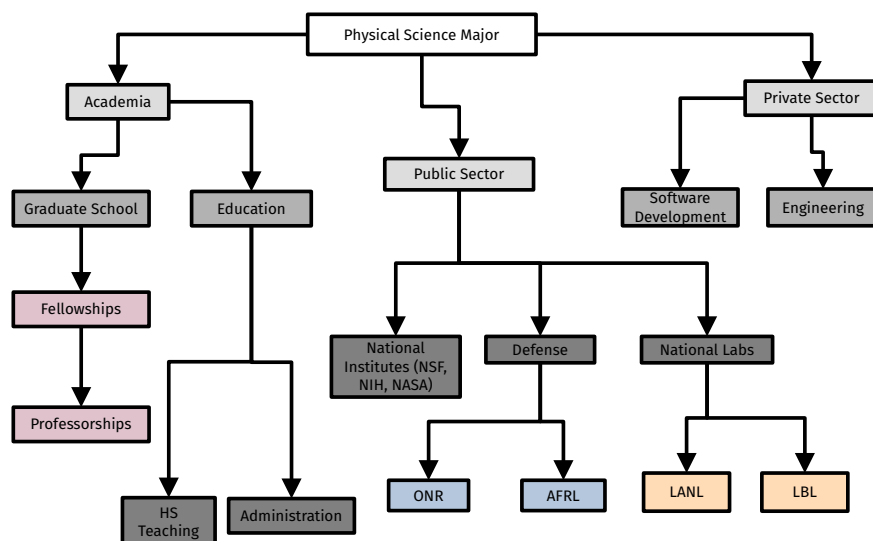 Physical Science Major
Academia
Private Sector
Public Sector
Graduate School
Education
Software
Development
Engineering
Fellowships
National
Institutes (NSF,
NIH, NASA)
Defense
National Labs
Professorships
ONR
AFRL
LANL
LBL
HS
Teaching
Administration